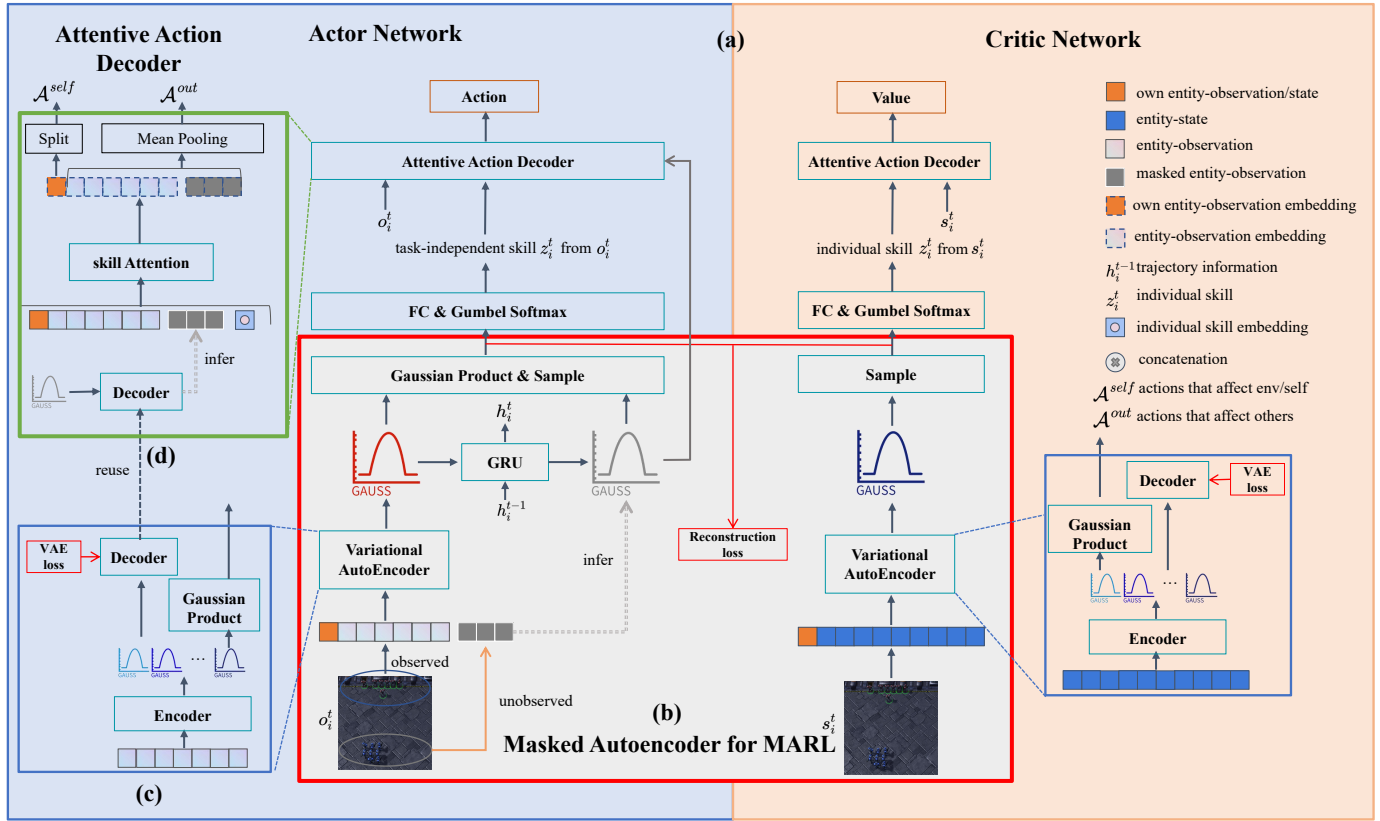 Attentive Action
Decoder
Actor Network
(a)
Critic Network
𝒜^{self}
𝒜^{out}
Split
Mean Pooling
skill Attention
infer
Decoder
GAUSS
(d)
reuse
VAE
loss
Decoder
Gaussian
Product
GAUSS
GAUSS
...
GAUSS
Encoder
(c)
Action
Attentive Action Decoder
o_i^t
task-independent skill z_i^t from o_i^t
FC & Gumbel Softmax
Gaussian Product & Sample
h_i^t
GRU
h_i^{t-1}
GAUSS
GAUSS
Variational
AutoEncoder
infer
observed
unobserved
o_i^t
(b)
Masked Autoencoder for MARL
Reconstruction
loss
Value
Attentive Action Decoder
s_i^t
individual skill z_i^t from s_i^t
FC & Gumbel Softmax
Sample
GAUSS
Variational
AutoEncoder
s_i^t
own entity-observation/state
entity-state
entity-observation
masked entity-observation
own entity-observation embedding
entity-observation embedding
h_i^{t-1} trajectory information
z_i^t individual skill
individual skill embedding
concatenation
𝒜^{self} actions that affect env/self
𝒜^{out} actions that affect others
Decoder
VAE
loss
Gaussian
Product
GAUSS
GAUSS
...
GAUSS
Encoder